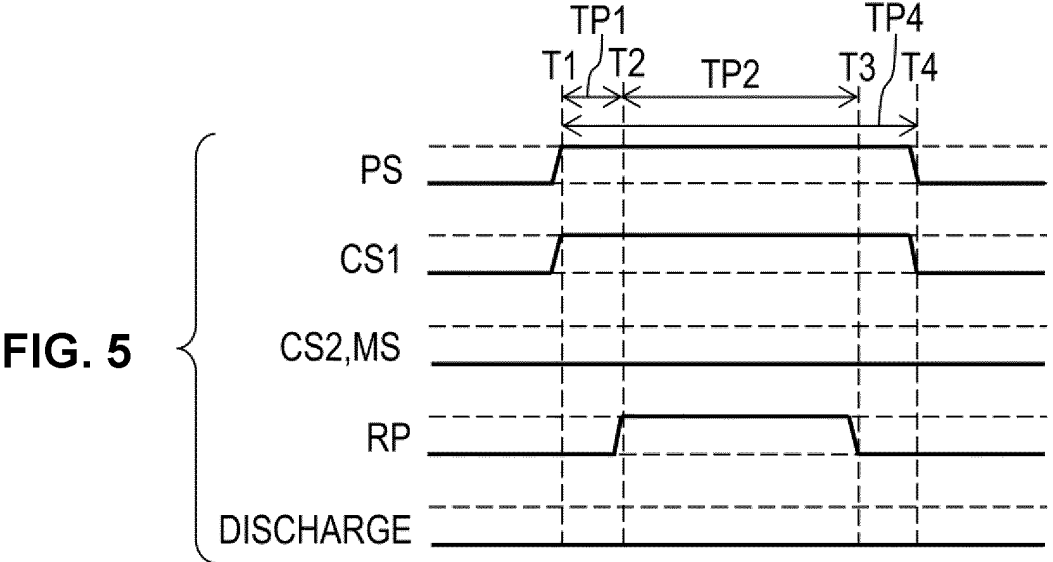 TP1 TP4
T1 T2 TP2 T3 T4
PS
CS1
FIG. 5
CS2,MS
RP
DISCHARGE